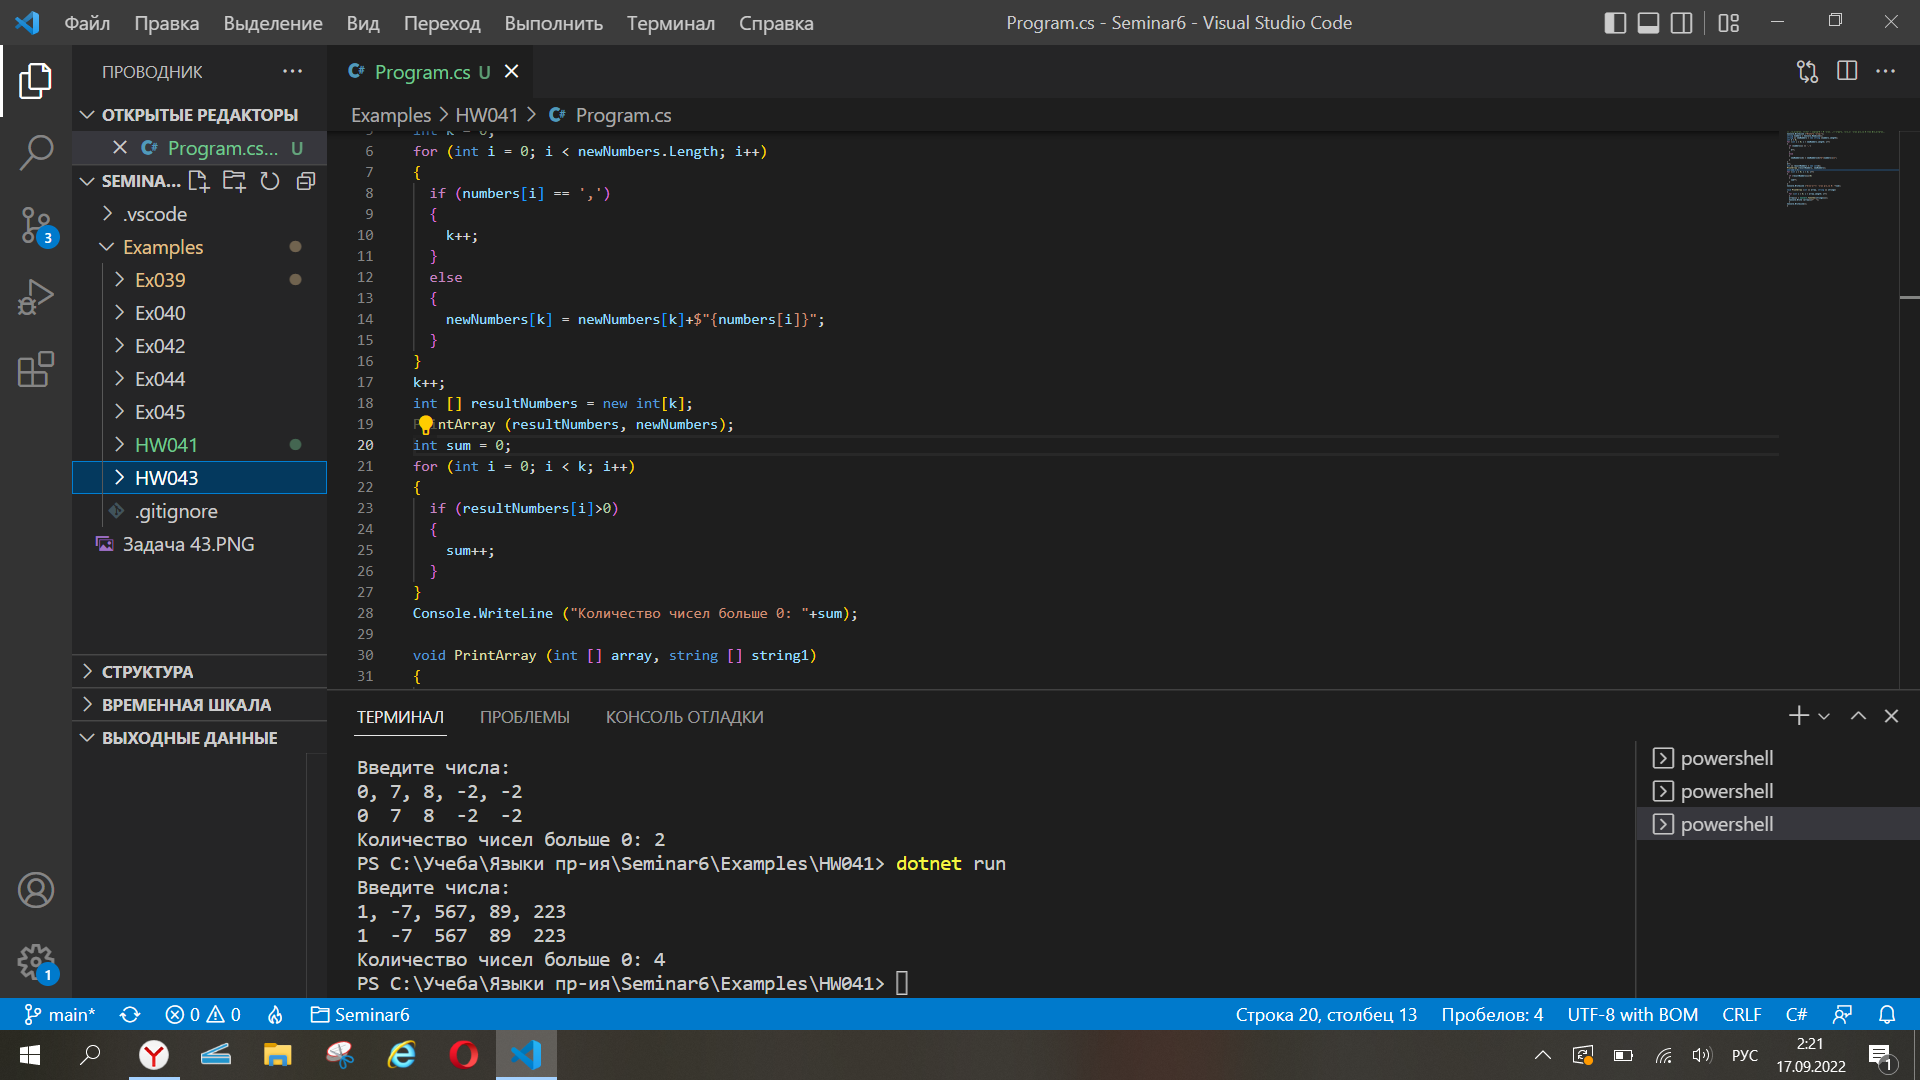 Файл Правка Выделение Вид Переход Выполнить Терминал Справка
Program.cs - Seminar6 - Visual Studio Code
ПРОВОДНИК
ОТКРЫТЫЕ РЕДАКТОРЫ
Program.cs... U
SEMINA...
.vscode
Examples
Ex039
Ex040
Ex042
Ex044
Ex045
HW041
HW043
.gitignore
Задача 43.PNG
СТРУКТУРА
ВРЕМЕННАЯ ШКАЛА
ВЫХОДНЫЕ ДАННЫЕ
3
1
Program.cs U
Examples > HW041 > Program.cs
5 int k = 0;
6 for (int i = 0; i < newNumbers.Length; i++)
7 {
8 if (numbers[i] == ',')
9 {
10 k++;
11 }
12 else
13 {
14 newNumbers[k] = newNumbers[k]+$"{numbers[i]}";
15 }
16 }
17 k++;
18 int [] resultNumbers = new int[k];
19 PrintArray (resultNumbers, newNumbers);
20 int sum = 0;
21 for (int i = 0; i < k; i++)
22 {
23 if (resultNumbers[i]>0)
24 {
25 sum++;
26 }
27 }
28 Console.WriteLine ("Количество чисел больше 0: "+sum);
29
30 void PrintArray (int [] array, string [] string1)
31 {
ТЕРМИНАЛ ПРОБЛЕМЫ КОНСОЛЬ ОТЛАДКИ
Введите числа:
0, 7, 8, -2, -2
0 7 8 -2 -2
Количество чисел больше 0: 2
PS C:\Учеба\Языки пр-ия\Seminar6\Examples\HW041> dotnet run
Введите числа:
1, -7, 567, 89, 223
1 -7 567 89 223
Количество чисел больше 0: 4
PS C:\Учеба\Языки пр-ия\Seminar6\Examples\HW041>
powershell
powershell
powershell
main* 0 0 Seminar6
Строка 20, столбец 13 Пробелов: 4 UTF-8 with BOM CRLF C#
РУС
2:21
17.09.2022
1